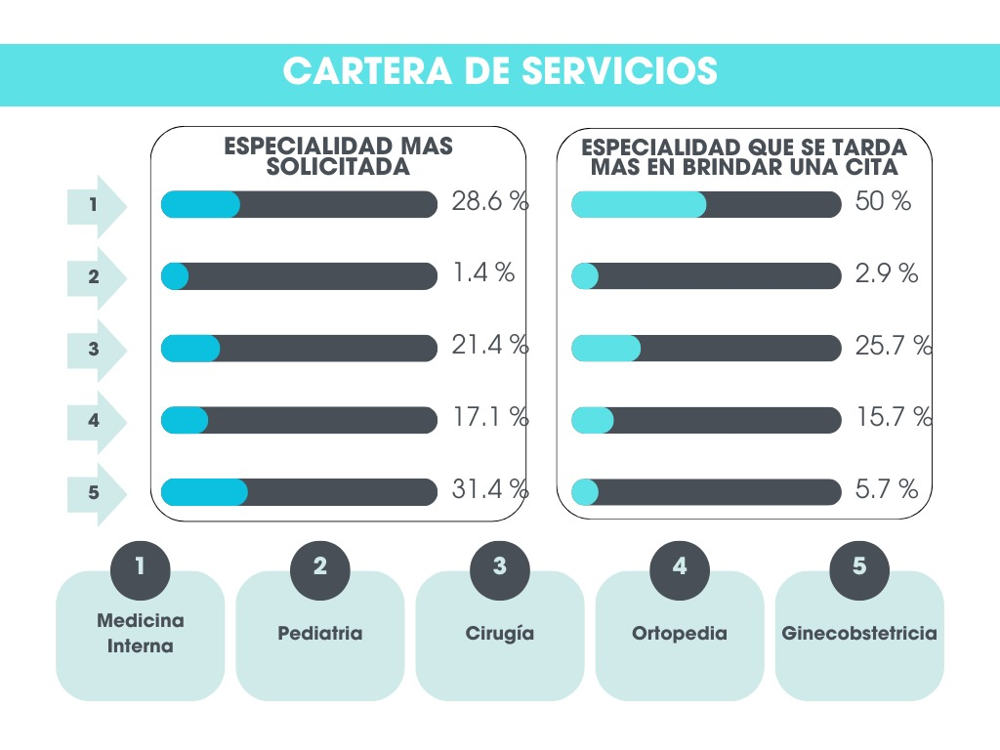 CARTERA DE SERVICIOS
ESPECIALIDAD MAS
SOLICITADA
ESPECIALIDAD QUE SE TARDA
MAS EN BRINDAR UNA CITA
1
28.6 %
50 %
2
1.4 %
2.9 %
3
21.4 %
25.7 %
4
17.1 %
15.7 %
5
31.4 %
5.7 %
1
Medicina
Interna
2
Pediatria
3
Cirugía
4
Ortopedia
5
Ginecobstetricia